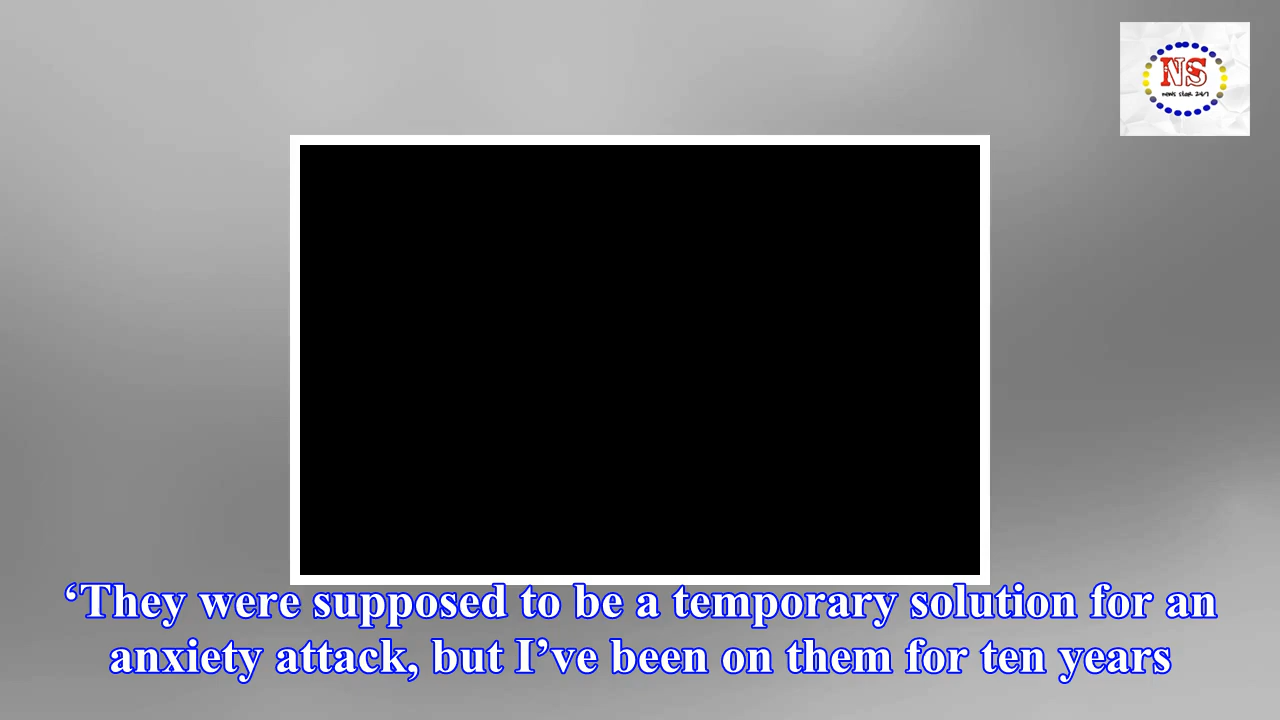 NS
news star 24/7
‘They were supposed to be a temporary solution for an
anxiety attack, but I’ve been on them for ten years